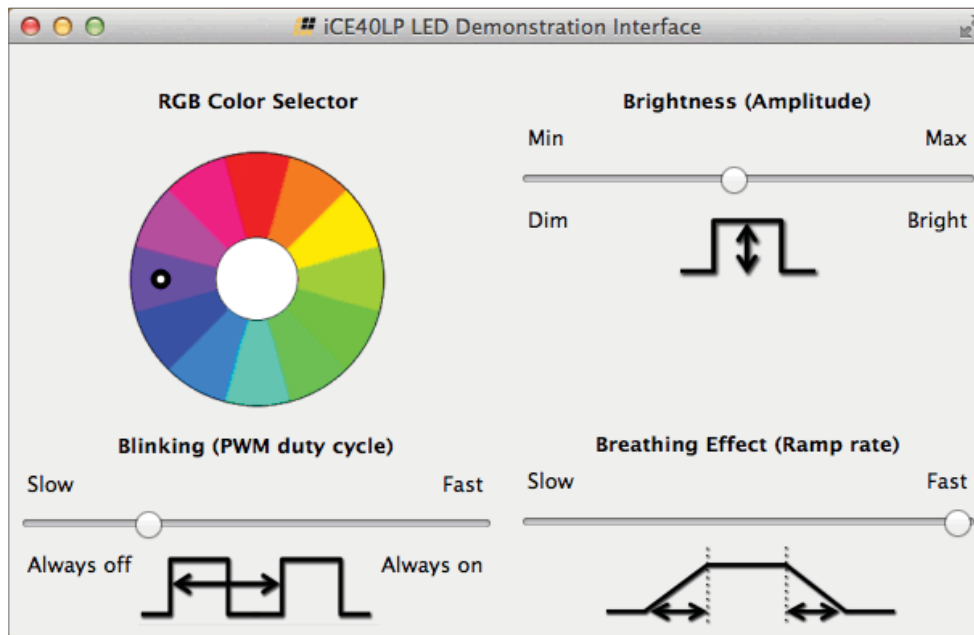 iCE40LP LED Demonstration Interface
RGB Color Selector
Brightness (Amplitude)
Min Max
Dim Bright
Blinking (PWM duty cycle)
Slow Fast
Always off Always on
Breathing Effect (Ramp rate)
Slow Fast